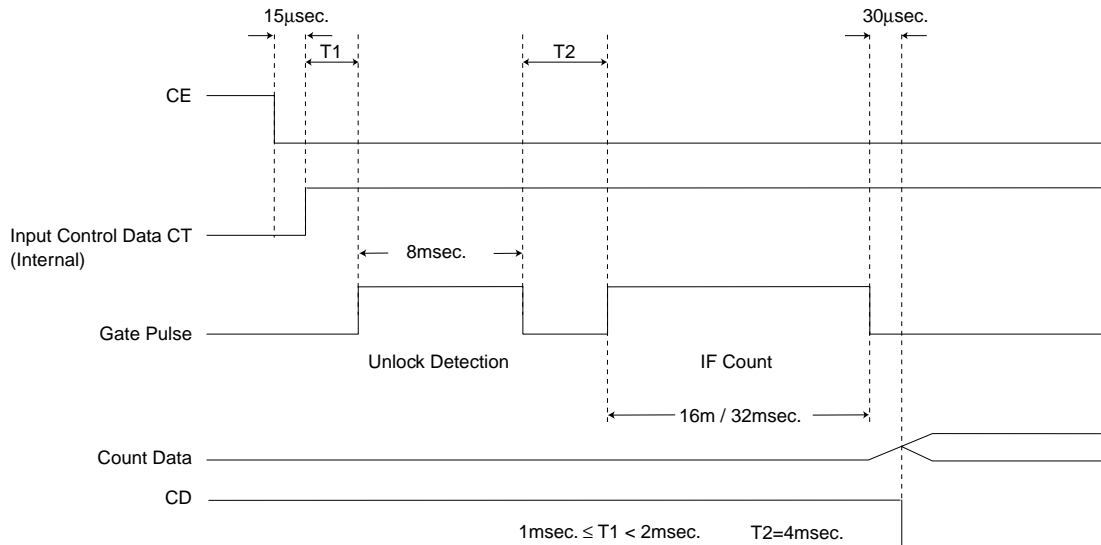 15μsec.
30μsec.
T1
T2
CE
Input Control Data CT
(Internal)
8msec.
Gate Pulse
Unlock Detection
IF Count
16m / 32msec.
Count Data
CD
1msec. ≤ T1 < 2msec.
T2=4msec.